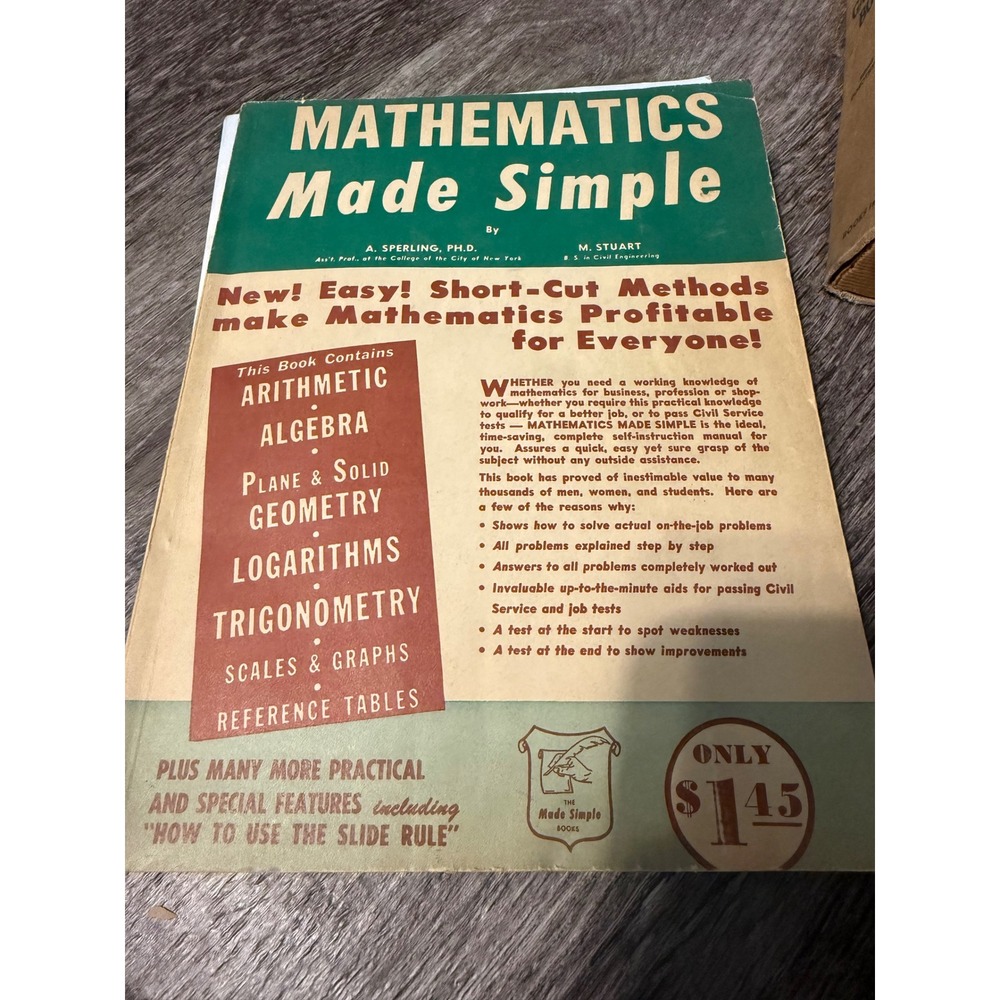 MATHEMATICS
Made Simple
By
A. SPERLING, PH.D.
Ass't. Prof., at the College of the City of New York
M. STUART
B. S. in Civil Engineering
New! Easy! Short-Cut Methods
make Mathematics Profitable
for Everyone!
This Book Contains
ARITHMETIC
•
ALGEBRA
•
PLANE & SOLID
GEOMETRY
•
LOGARITHMS
•
TRIGONOMETRY
•
SCALES & GRAPHS
•
REFERENCE TABLES
WHETHER you need a working knowledge of
mathematics for business, profession or shop-
work—whether you require this practical knowledge
to qualify for a better job, or to pass Civil Service
tests — MATHEMATICS MADE SIMPLE is the ideal,
time-saving, complete self-instruction manual for
you. Assures a quick, easy yet sure grasp of the
subject without any outside assistance.
This book has proved of inestimable value to many
thousands of men, women, and students. Here are
a few of the reasons why:
• Shows how to solve actual on-the-job problems
• All problems explained step by step
• Answers to all problems completely worked out
• Invaluable up-to-the-minute aids for passing Civil
Service and job tests
• A test at the start to spot weaknesses
• A test at the end to show improvements
PLUS MANY MORE PRACTICAL
AND SPECIAL FEATURES including
"HOW TO USE THE SLIDE RULE"
THE
Made Simple
BOOKS
ONLY
$1.45